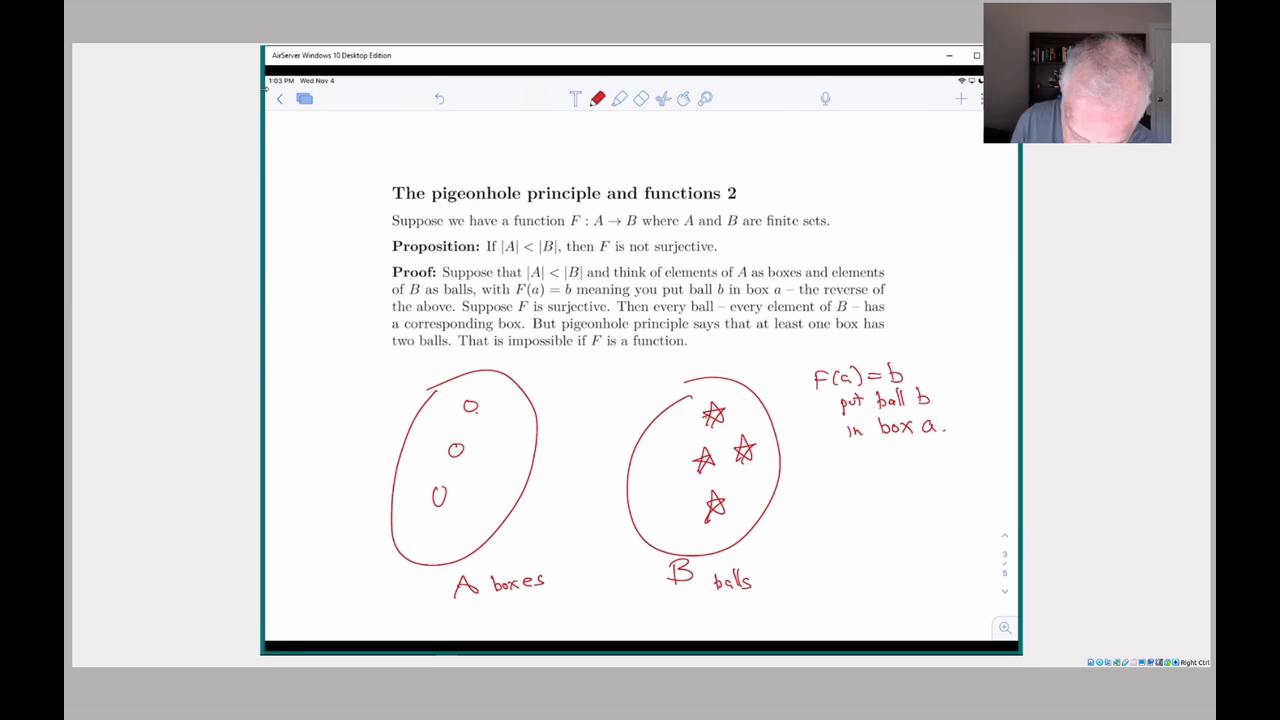 AirServer Windows 10 Desktop Edition
1:03 PM Wed Nov 4
The pigeonhole principle and functions 2
Suppose we have a function F : A → B where A and B are finite sets.
Proposition: If |A| < |B|, then F is not surjective.
Proof: Suppose that |A| < |B| and think of elements of A as boxes and elements
of B as balls, with F(a) = b meaning you put ball b in box a – the reverse of
the above. Suppose F is surjective. Then every ball – every element of B – has
a corresponding box. But pigeonhole principle says that at least one box has
two balls. That is impossible if F is a function.
F(a) = b
put ball b
in box a.
A boxes
B balls
3
/
5
Right Ctrl